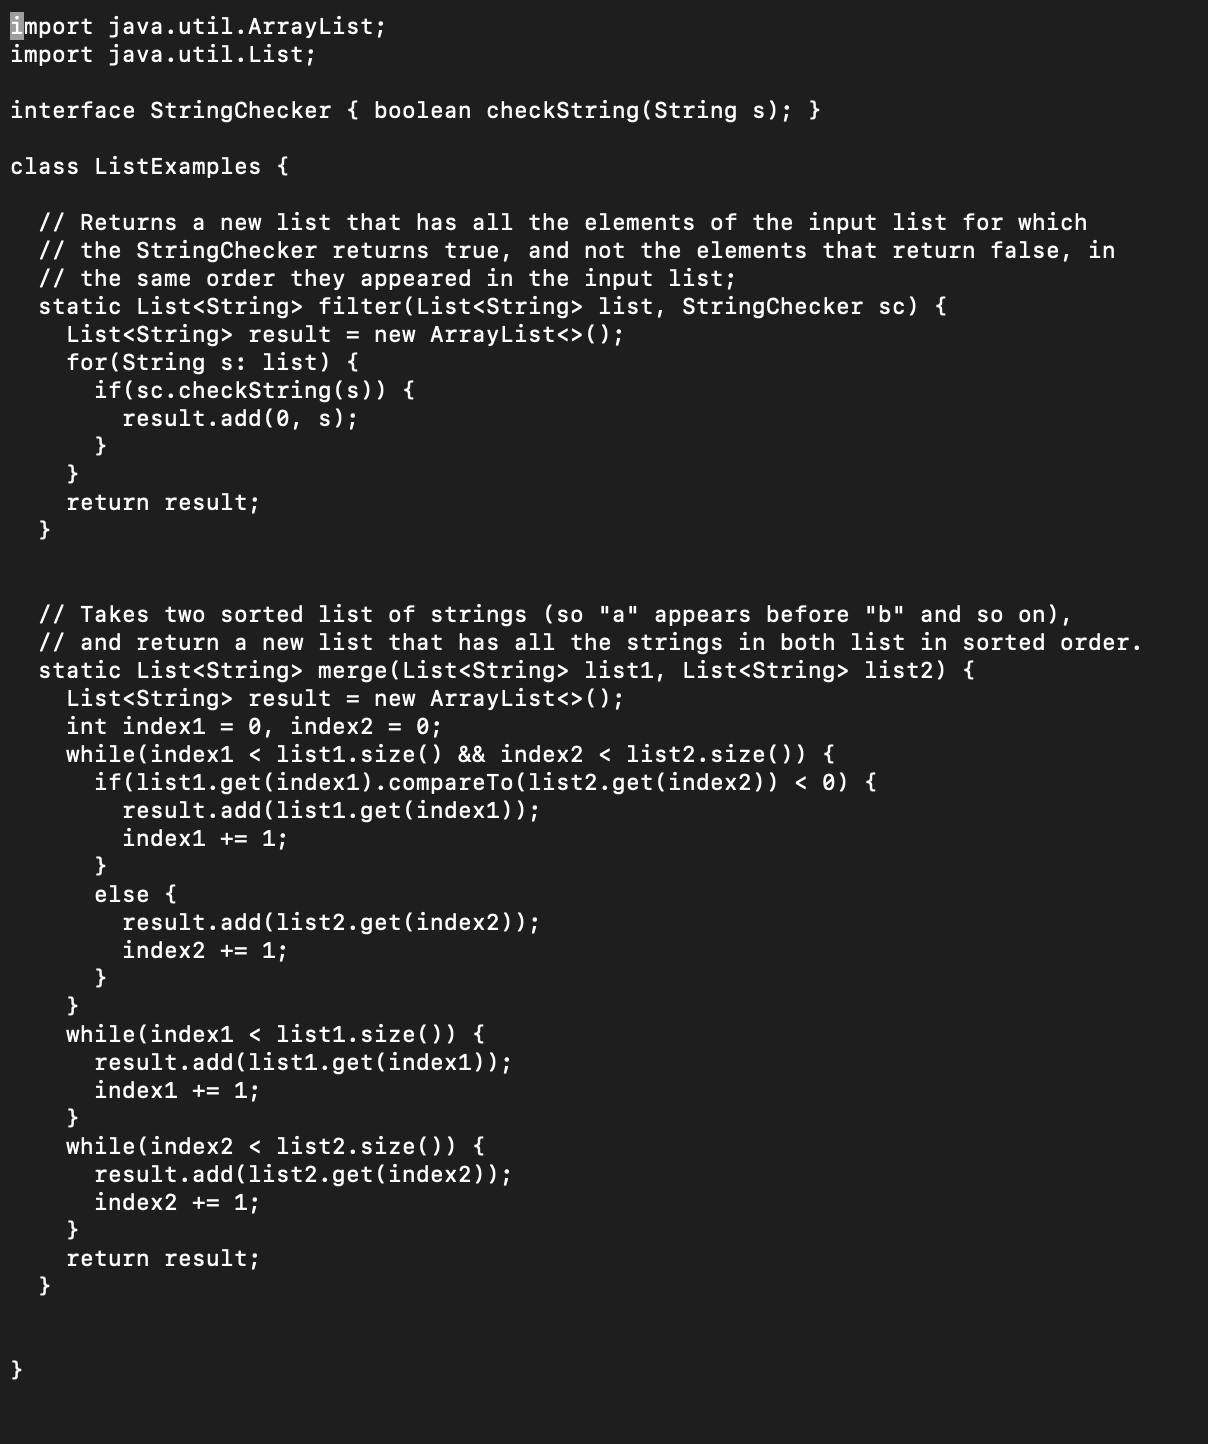 import java.util.ArrayList;
import java.util.List;

interface StringChecker { boolean checkString(String s); }

class ListExamples {

  // Returns a new list that has all the elements of the input list for which
  // the StringChecker returns true, and not the elements that return false, in
  // the same order they appeared in the input list;
  static List<String> filter(List<String> list, StringChecker sc) {
    List<String> result = new ArrayList<>();
    for(String s: list) {
      if(sc.checkString(s)) {
        result.add(0, s);
      }
    }
    return result;
  }


  // Takes two sorted list of strings (so "a" appears before "b" and so on),
  // and return a new list that has all the strings in both list in sorted order.
  static List<String> merge(List<String> list1, List<String> list2) {
    List<String> result = new ArrayList<>();
    int index1 = 0, index2 = 0;
    while(index1 < list1.size() && index2 < list2.size()) {
      if(list1.get(index1).compareTo(list2.get(index2)) < 0) {
        result.add(list1.get(index1));
        index1 += 1;
      }
      else {
        result.add(list2.get(index2));
        index2 += 1;
      }
    }
    while(index1 < list1.size()) {
      result.add(list1.get(index1));
      index1 += 1;
    }
    while(index2 < list2.size()) {
      result.add(list2.get(index2));
      index2 += 1;
    }
    return result;
  }


}